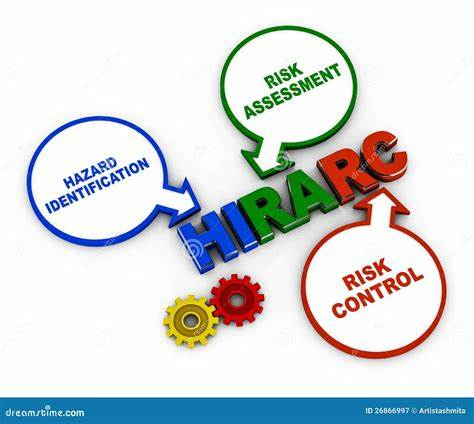 RISK
ASSESSMENT
HAZARD
IDENTIFICATION
HIRARC
RISK
CONTROL
dreamstime.com
ID 26866997 © Artistashmita